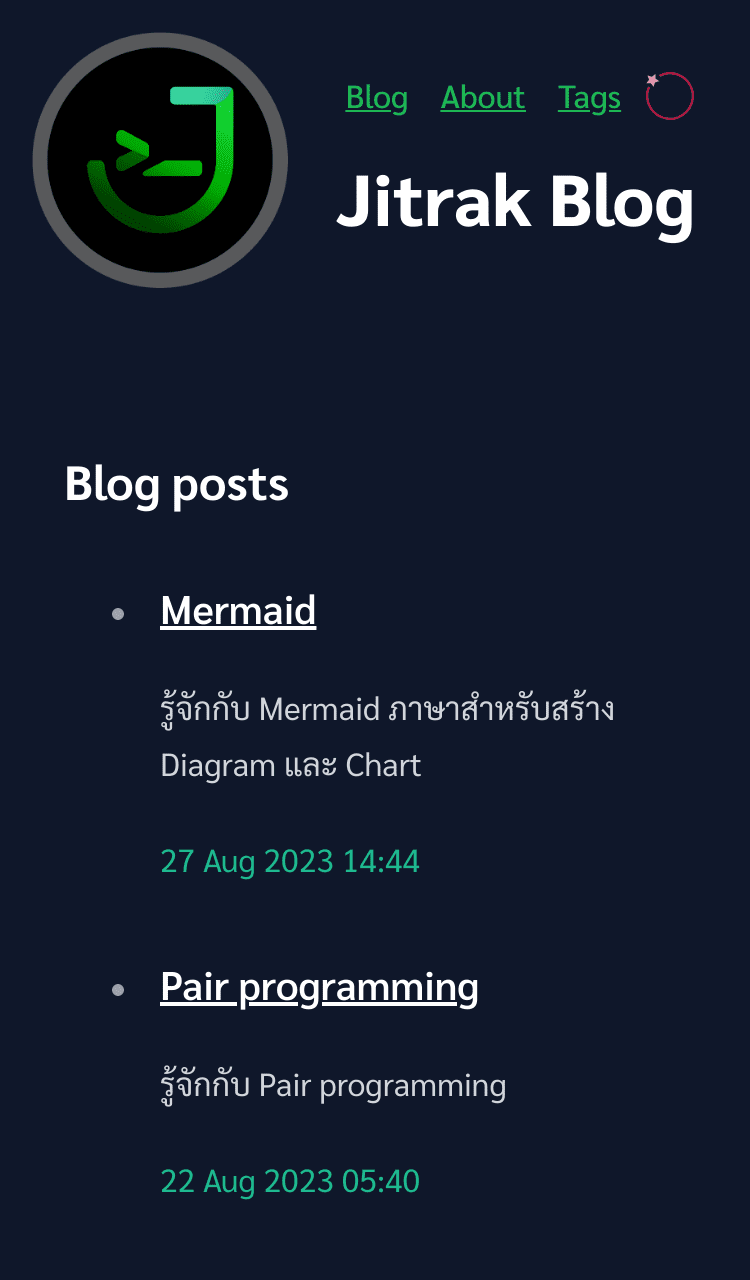 Blog About Tags
Jitrak Blog
Blog posts
Mermaid
รู้จักกับ Mermaid ภาษาสำหรับสร้าง
Diagram และ Chart
27 Aug 2023 14:44
Pair programming
รู้จักกับ Pair programming
22 Aug 2023 05:40